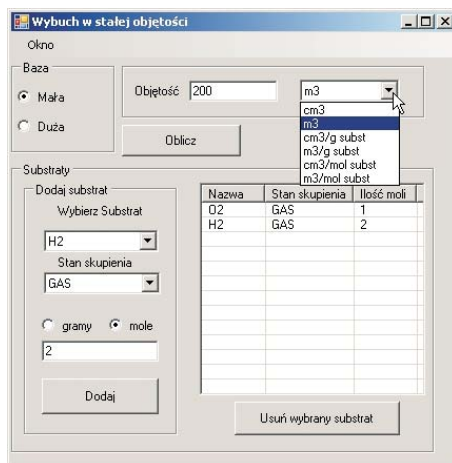 Wybuch w stałej objętości
Okno
Baza
Mała
Duża
Objętość 200 m3
cm3
m3
cm3/g subst
m3/g subst
cm3/mol subst
m3/mol subst
Oblicz
Substraty
Dodaj substrat
Wybierz Substrat
H2
Stan skupienia
GAS
gramy mole
2
Dodaj
Nazwa Stan skupienia Ilość moli
O2 GAS 1
H2 GAS 2
Usuń wybrany substrat